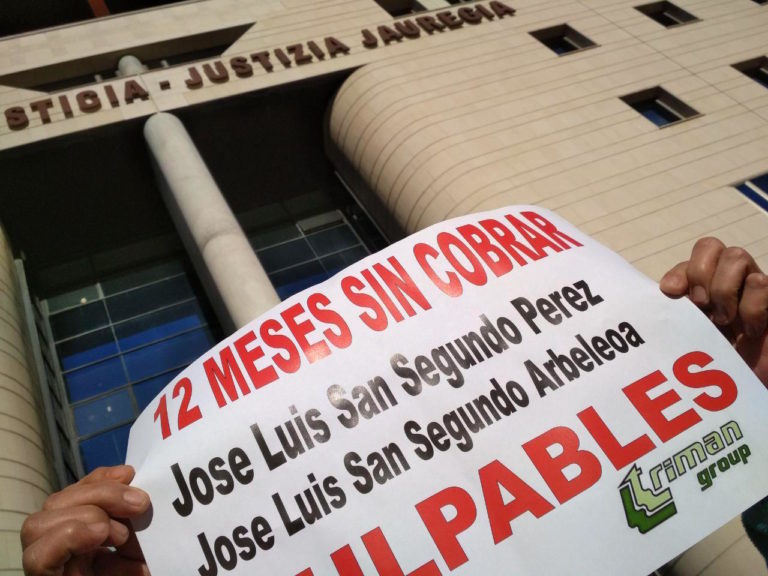 STICIA - JUSTIZIA JAUREGIA
12 MESES SIN COBRAR
Jose Luis San Segundo Perez
Jose Luis San Segundo Arbeleoa
ULPABLES
triman
group